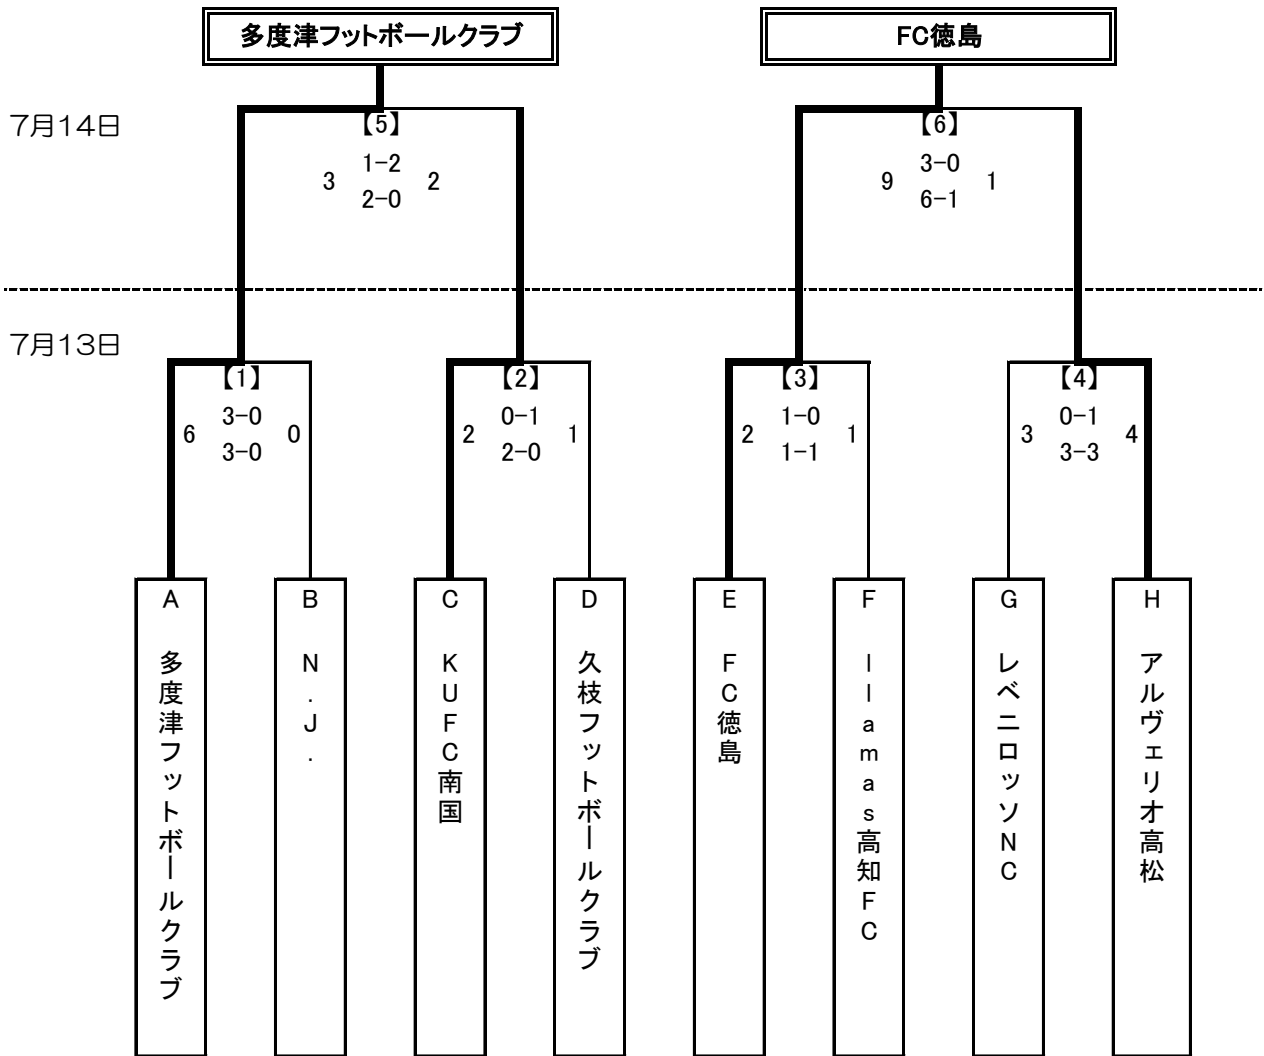 多度津フットボールクラブ
FC徳島
7月14日
【5】
1-2
3
2
2-0
【6】
3-0
9
1
6-1
7月13日
【1】
3-0
6
0
3-0
【2】
0-1
2
1
2-0
【3】
1-0
2
1
1-1
【4】
0-1
3
4
3-3
A 多度津フットボールクラブ
B N.J.
C KUFC南国
D 久枝フットボールクラブ
E FC徳島
F llamas高知FC
G レベニロッソNC
H アルヴェリオ高松